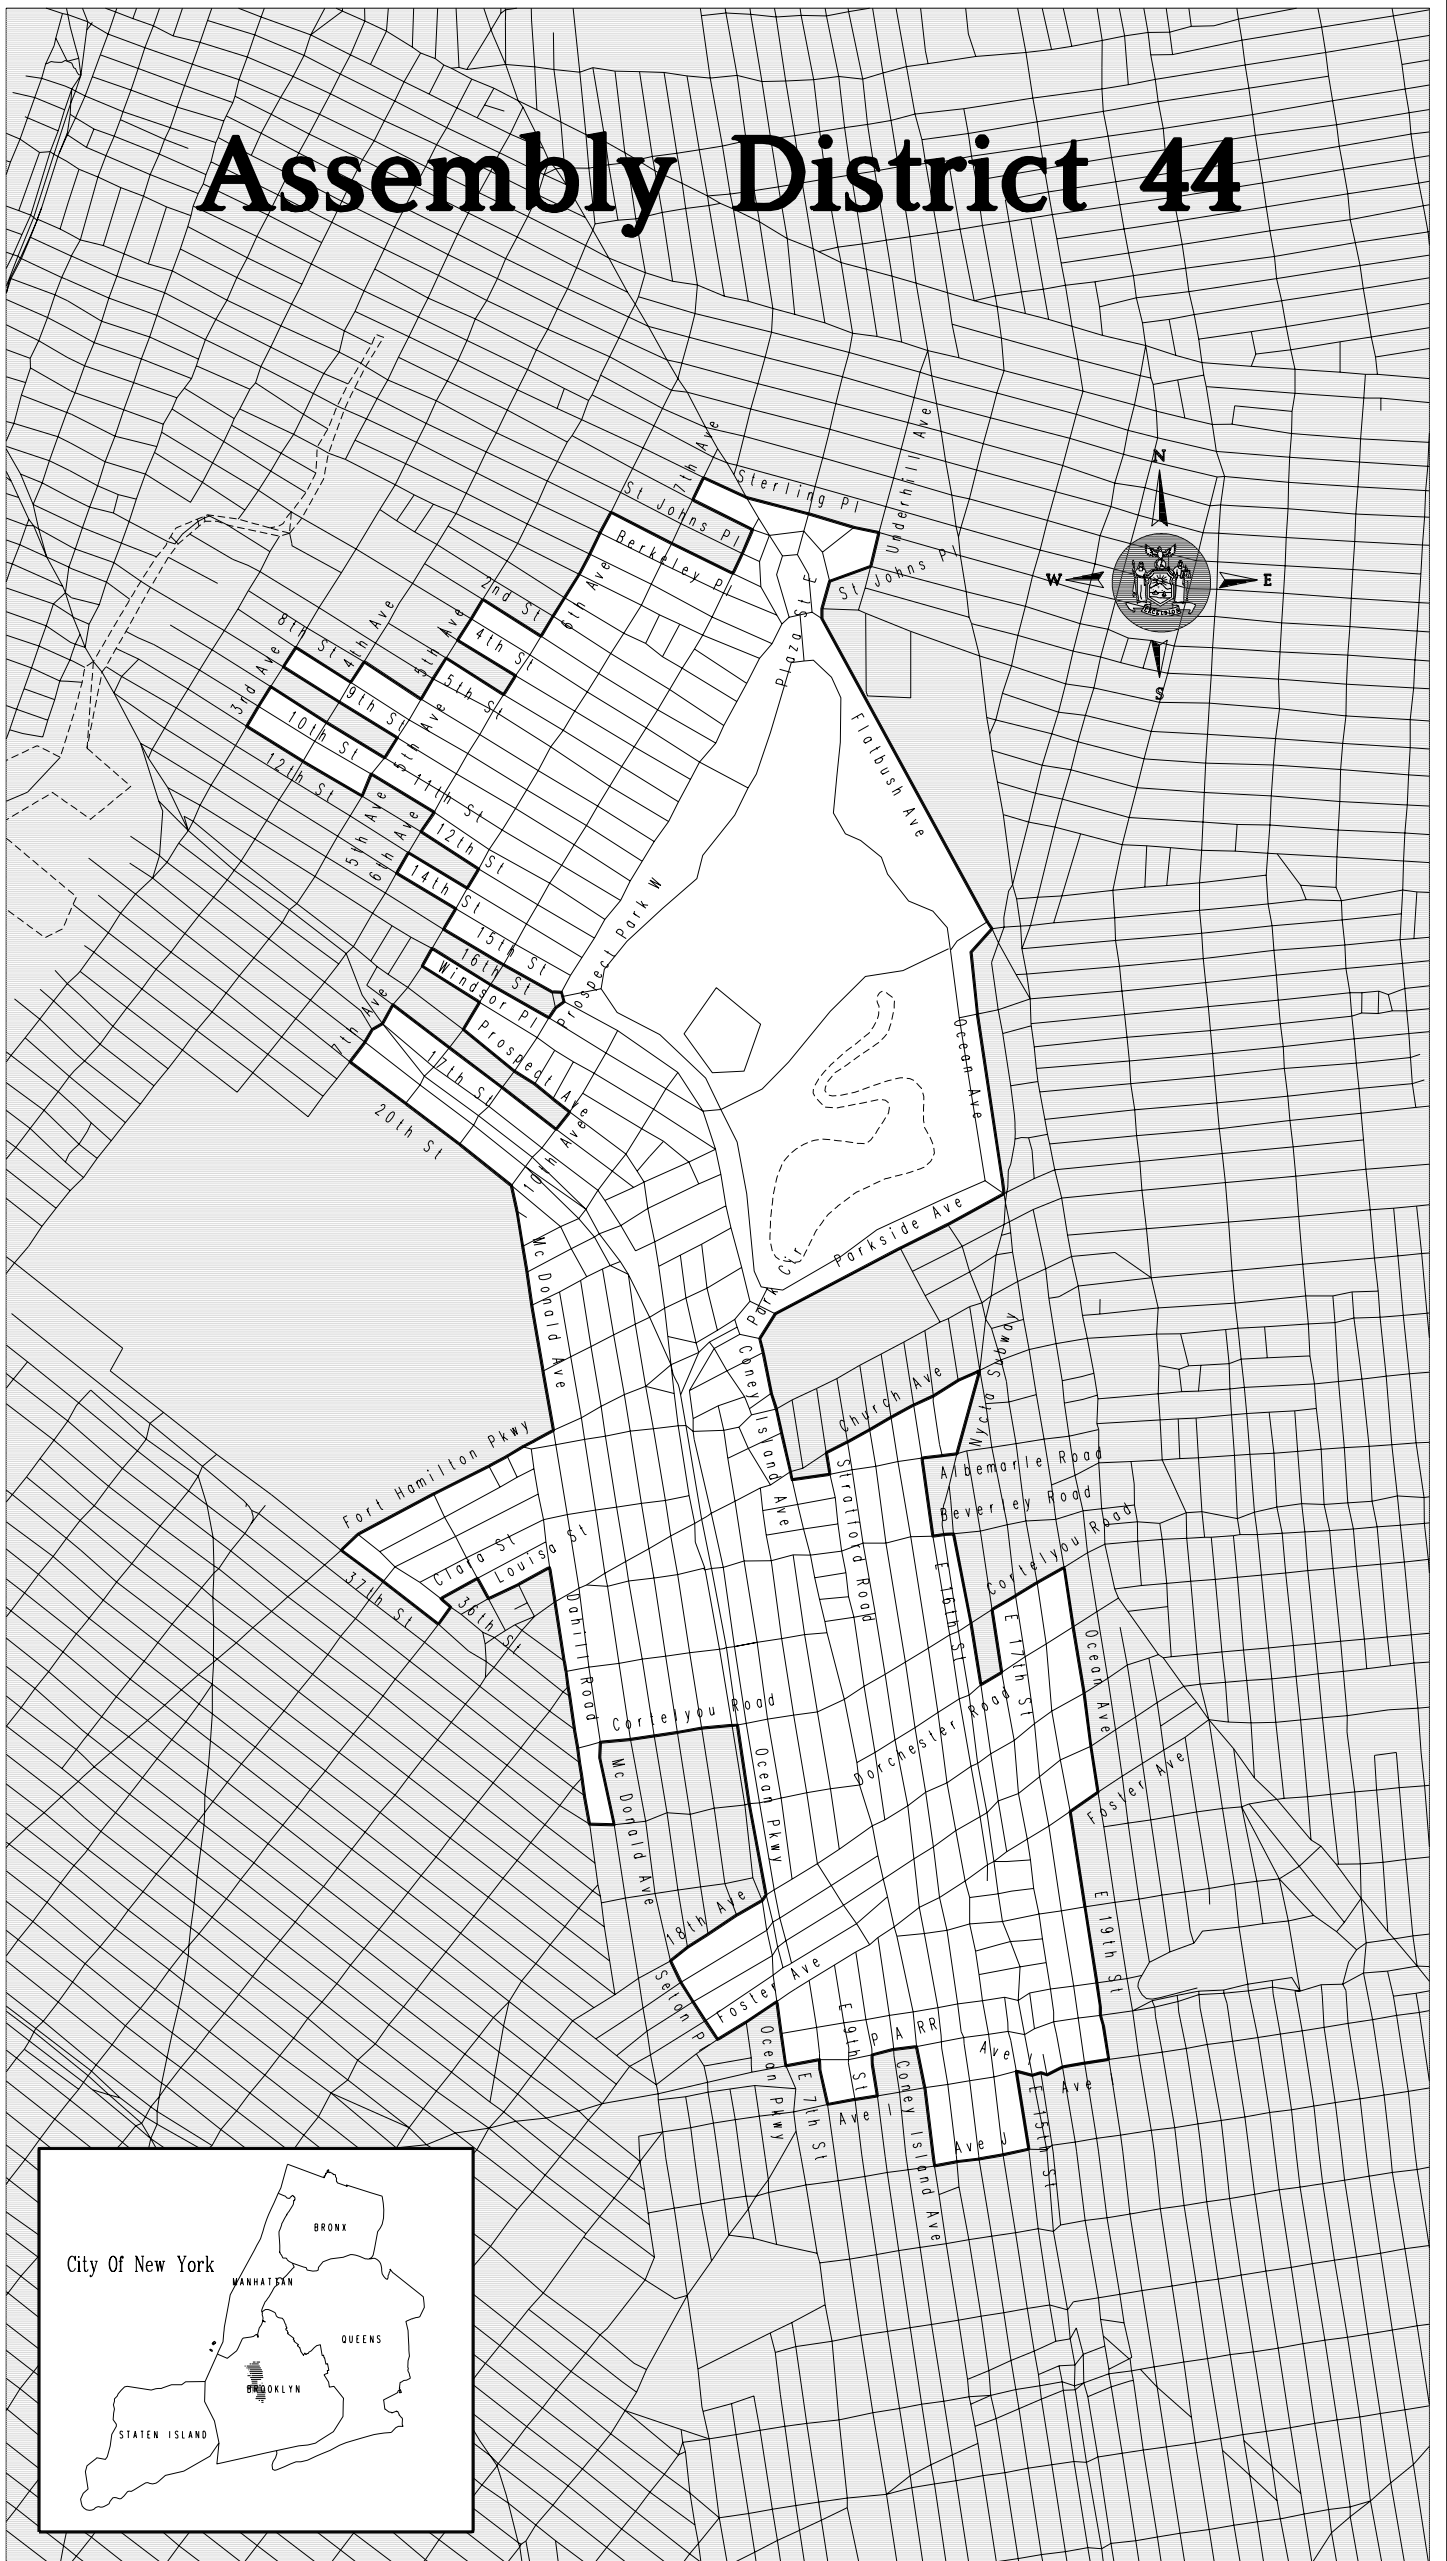 Assembly District 44
7th Ave
Underhill Ave
Sterling Pl
St Johns Pl
Berkeley Pl
St Johns Pl
N
W
E
S
EXCELSIOR
Plaza St E
6th Ave
2nd St
4th St
5th Ave
5th St
4th Ave
8th St
3rd Ave
9th St
10th St
5th Ave
12th St
11th St
5th Ave
6th Ave
12th St
14th St
15th St
16th St
Windsor Pl
Prospect Park W
Flatbush Ave
Prospect Ave
7th Ave
17th St
20th St
10th Ave
Ocean Ave
Parkside Ave
Park Cir
Mc Donald Ave
Coney Island Ave
Church Ave
Nycta Subway
Fort Hamilton Pkwy
Albemarle Road
Beverley Road
Cortelyou Road
Stratford Road
Clara St
Louisa St
37th St
36th St
Dahill Road
E 16th St
E 17th St
Ocean Ave
Cortelyou Road
Dorchester Road
Mc Donald Ave
Ocean Pkwy
Foster Ave
18th Ave
E 19th St
Seton P
Foster Ave
E 9th St
P A RR
Ocean Pkwy
E 7th St
Ave I
Coney Island Ave
Ave
Ave
Ave J
E 15th St
City Of New York
BRONX
MANHATTAN
QUEENS
BROOKLYN
STATEN ISLAND